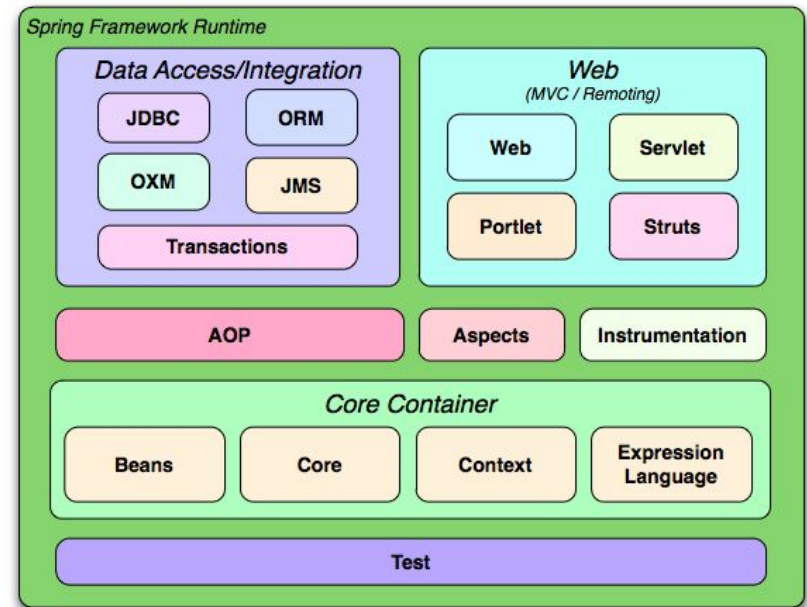 Spring Framework Runtime
Data Access/Integration
JDBC
ORM
OXM
JMS
Transactions
Web
(MVC / Remoting)
Web
Servlet
Portlet
Struts
AOP
Aspects
Instrumentation
Core Container
Beans
Core
Context
Expression
Language
Test